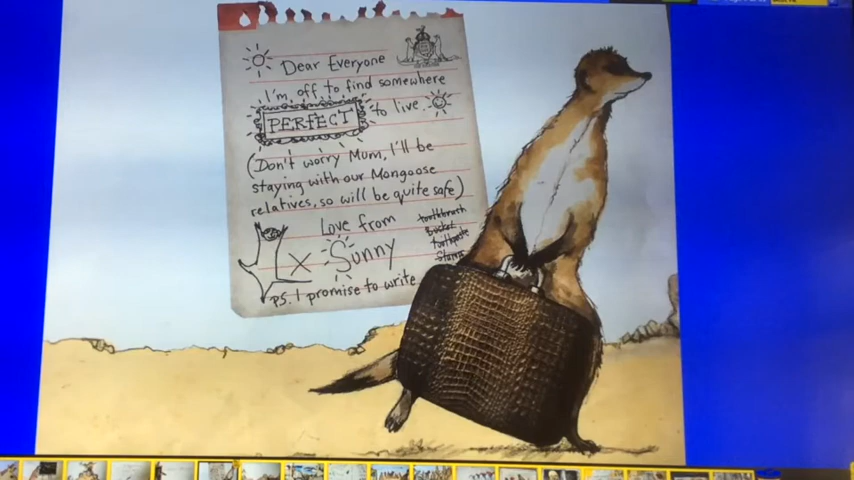 Dear Everyone
I'm off to find somewhere
PERFECT to live.
(Don't worry Mum, I'll be
staying with our Mongoose
relatives, so will be quite safe)
Love from
x Sunny
toothbrush
bucket
toothpaste
ps. I promise to write